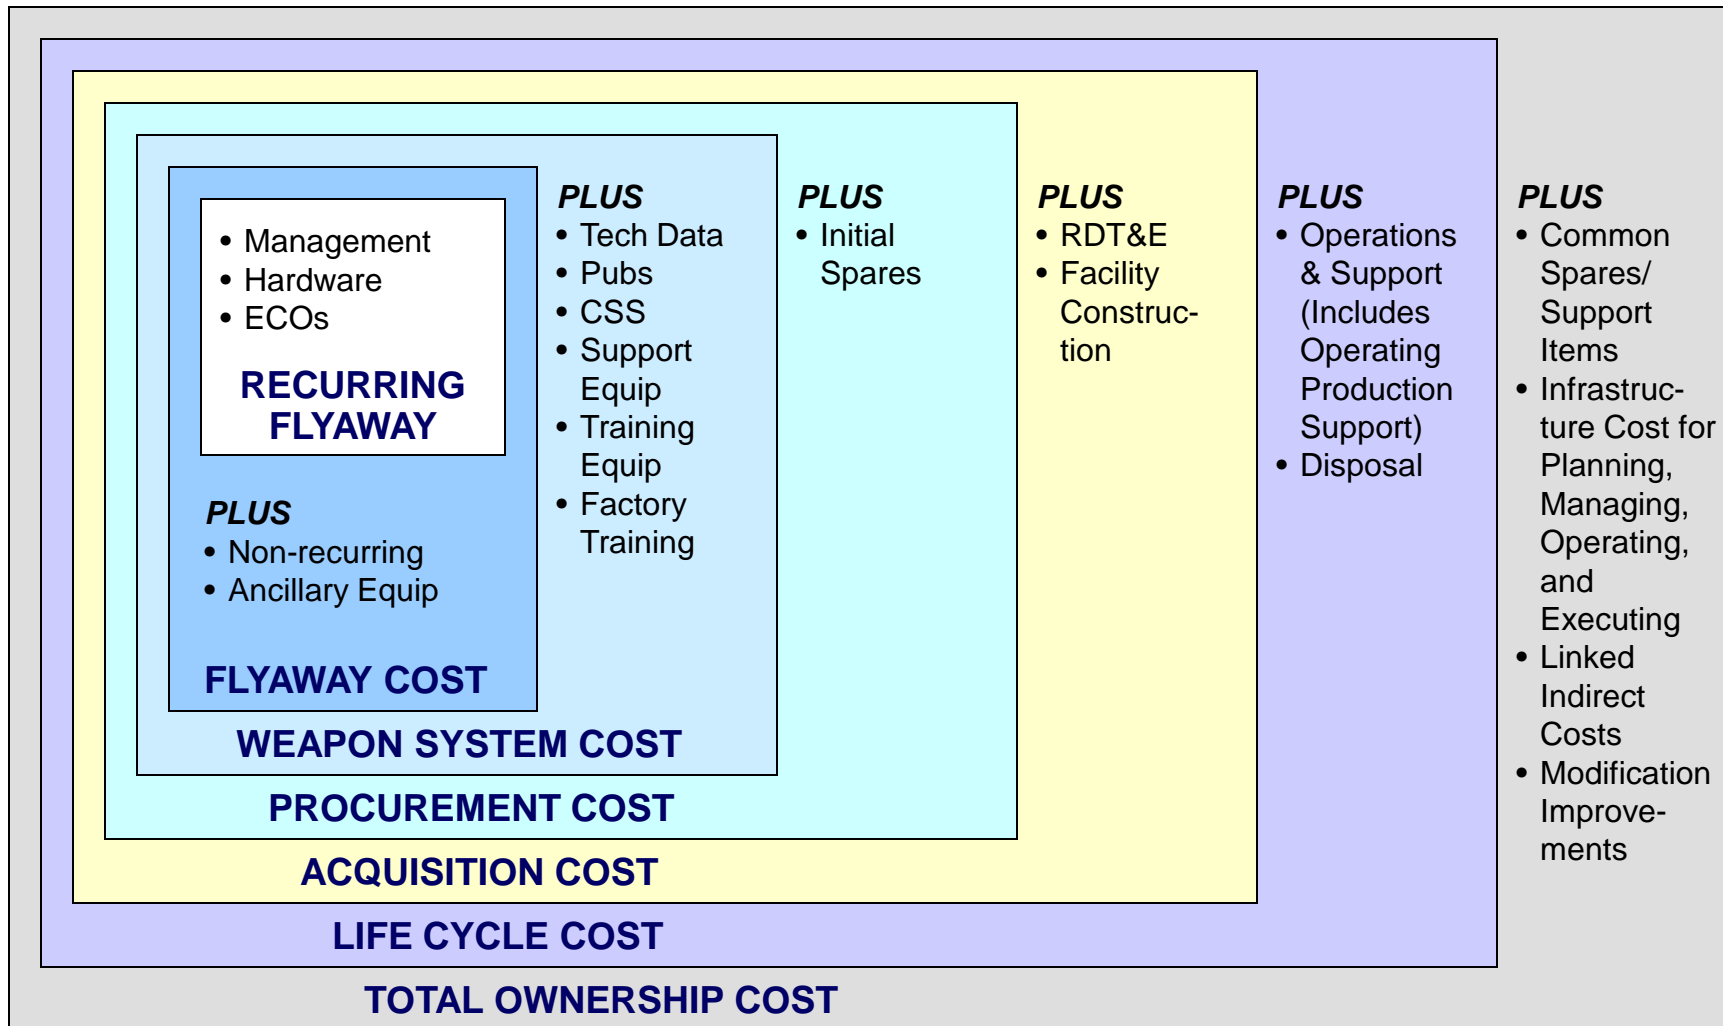 • Management
• Hardware
• ECOs
RECURRING
FLYAWAY
PLUS
• Non-recurring
• Ancillary Equip
FLYAWAY COST
PLUS
• Tech Data
• Pubs
• CSS
• Support
Equip
• Training
Equip
• Factory
Training
WEAPON SYSTEM COST
PLUS
• Initial
Spares
PROCUREMENT COST
PLUS
• RDT&E
• Facility
Construc-
tion
ACQUISITION COST
PLUS
• Operations
& Support
(Includes
Operating
Production
Support)
• Disposal
LIFE CYCLE COST
PLUS
• Common
Spares/
Support
Items
• Infrastruc-
ture Cost for
Planning,
Managing,
Operating,
and
Executing
• Linked
Indirect
Costs
• Modification
Improve-
ments
TOTAL OWNERSHIP COST